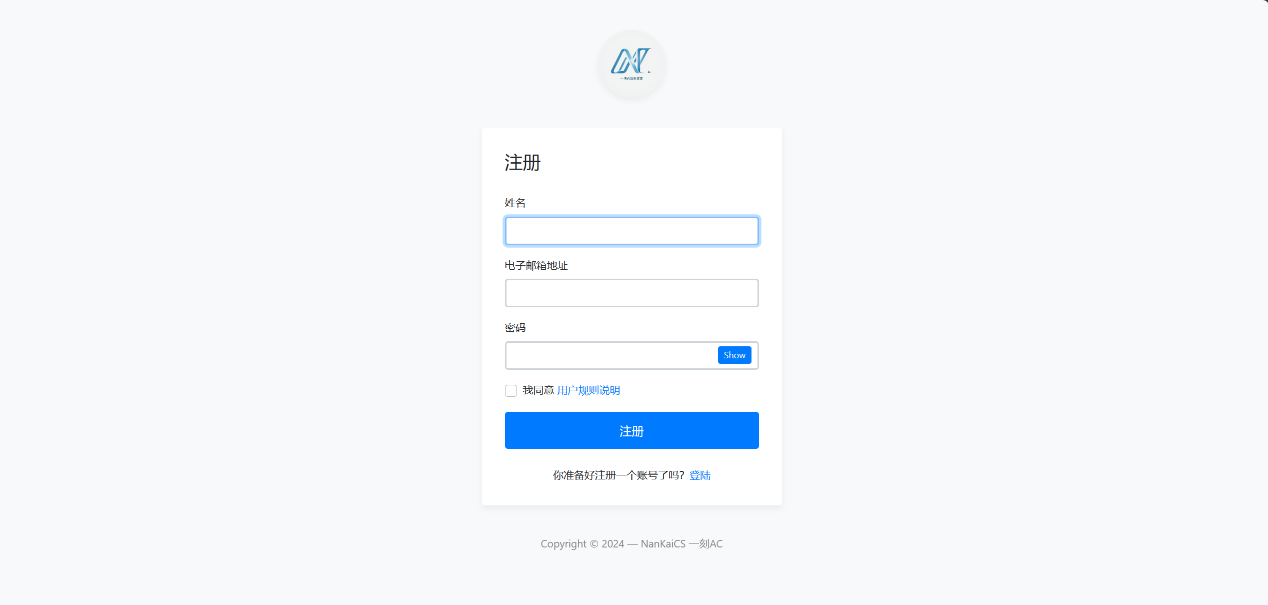 注册
姓名
电子邮箱地址
密码
Show
我同意 用户规则说明
注册
你准备好注册一个账号了吗？登陆
Copyright © 2024 — NanKaiCS 一刻AC